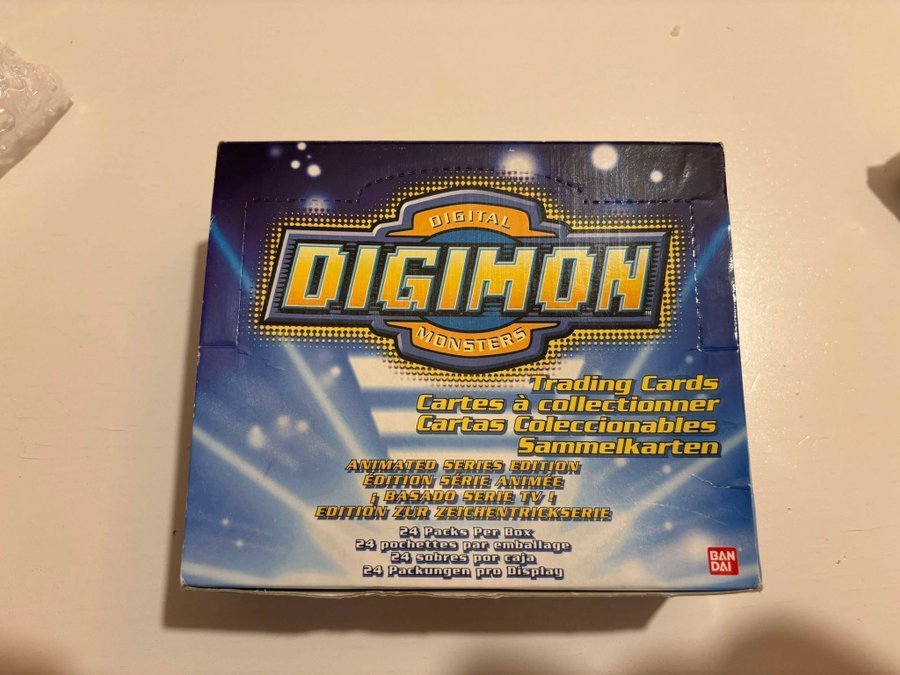 DIGITAL
DIGIMON
MONSTERS
Trading Cards
Cartes à collectionner
Cartas Coleccionables
Sammelkarten
ANIMATED SERIES EDITION
ÉDITION SÉRIE ANIMÉE
¡ BASADO SERIE TV !
EDITION ZUR ZEICHENTRICKSERIE
24 Packs Per Box
24 pochettes par emballage
24 sobres por caja
24 Packungen pro Display
BAN
DAI